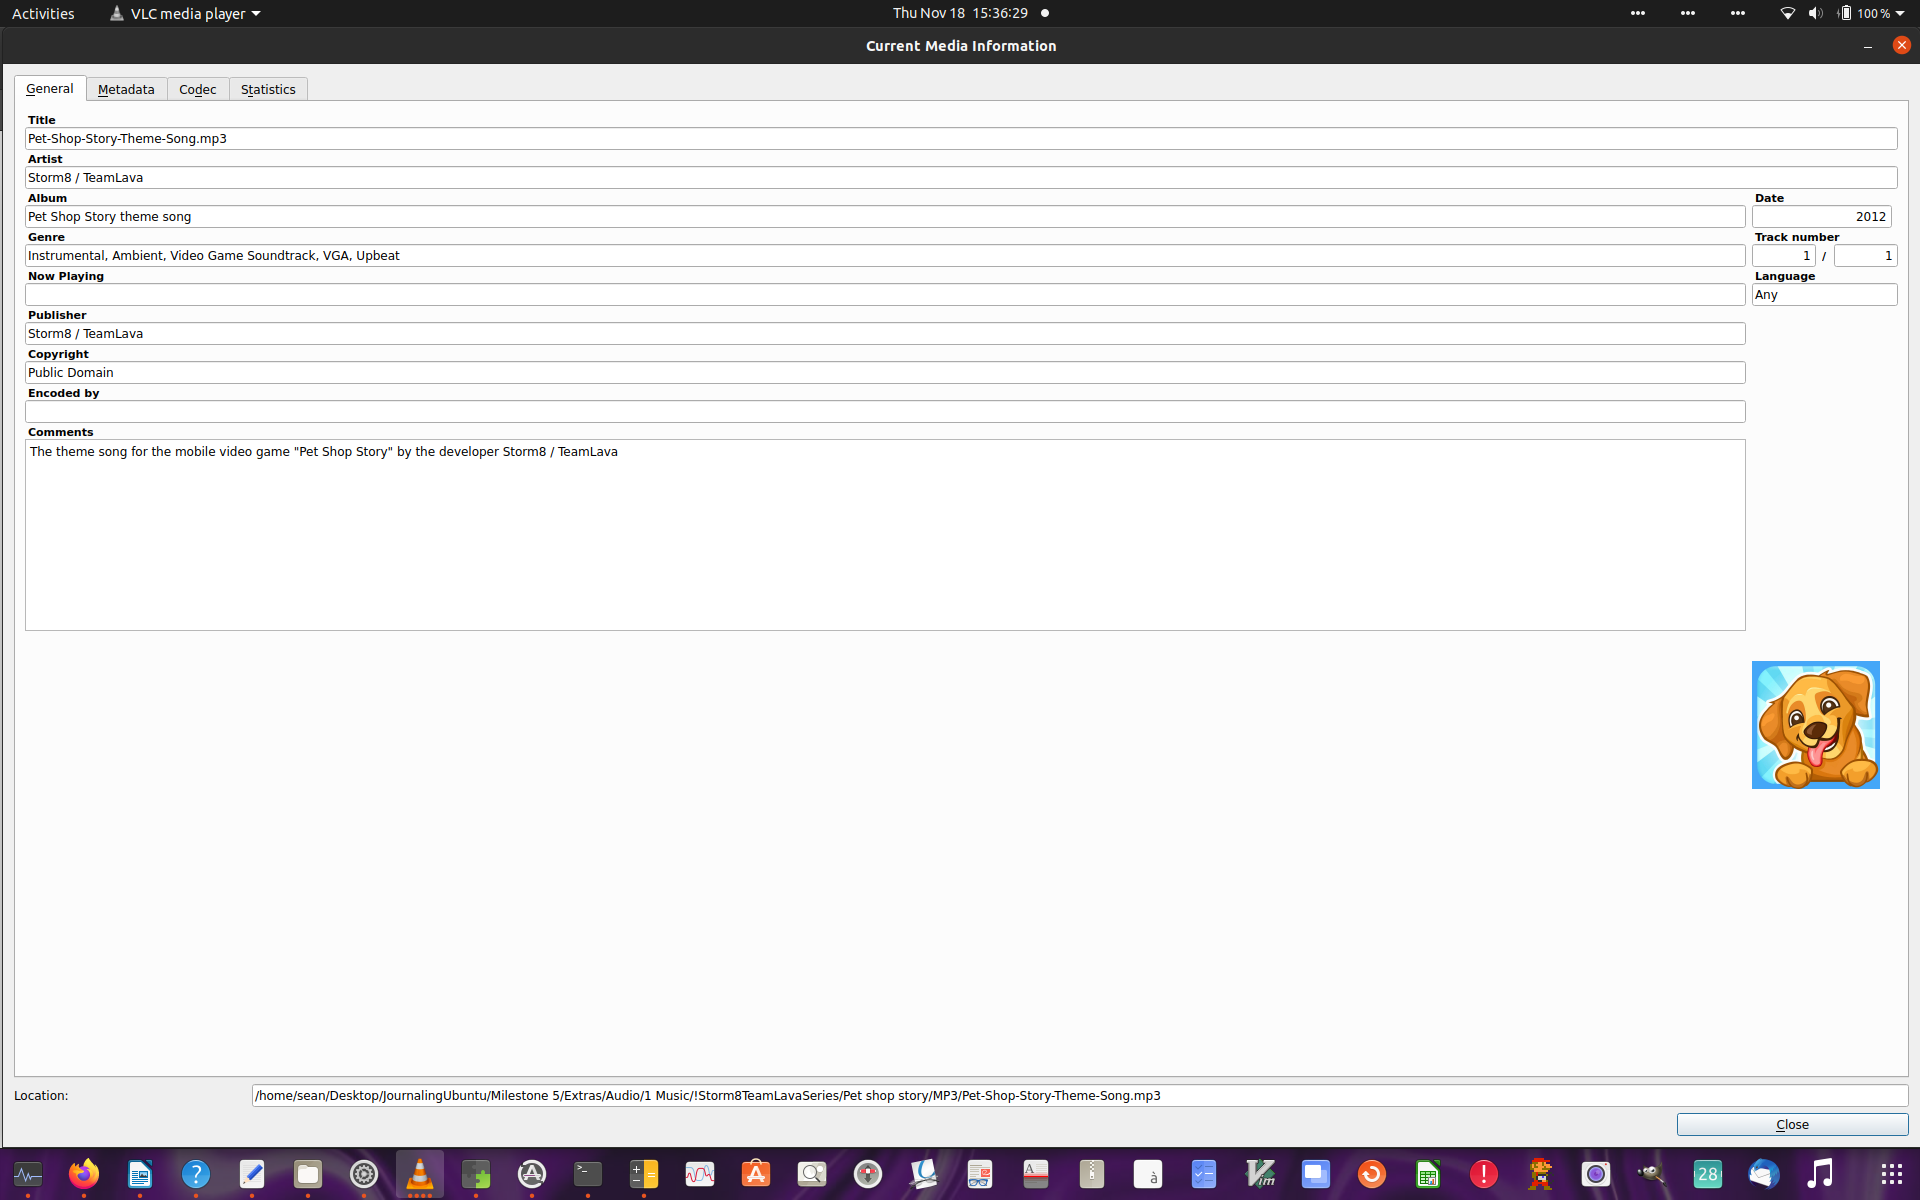 Activities VLC media player Thu Nov 18 15:36:29 100 %
Current Media Information
General Metadata Codec Statistics
Title
Pet-Shop-Story-Theme-Song.mp3
Artist
Storm8 / TeamLava
Album Date
Pet Shop Story theme song 2012
Genre Track number
Instrumental, Ambient, Video Game Soundtrack, VGA, Upbeat 1 / 1
Now Playing Language
Any
Publisher
Storm8 / TeamLava
Copyright
Public Domain
Encoded by
Comments
The theme song for the mobile video game "Pet Shop Story" by the developer Storm8 / TeamLava
Location: /home/sean/Desktop/JournalingUbuntu/Milestone 5/Extras/Audio/1 Music/!Storm8TeamLavaSeries/Pet shop story/MP3/Pet-Shop-Story-Theme-Song.mp3
Close
? >_ A à Vim ! 28